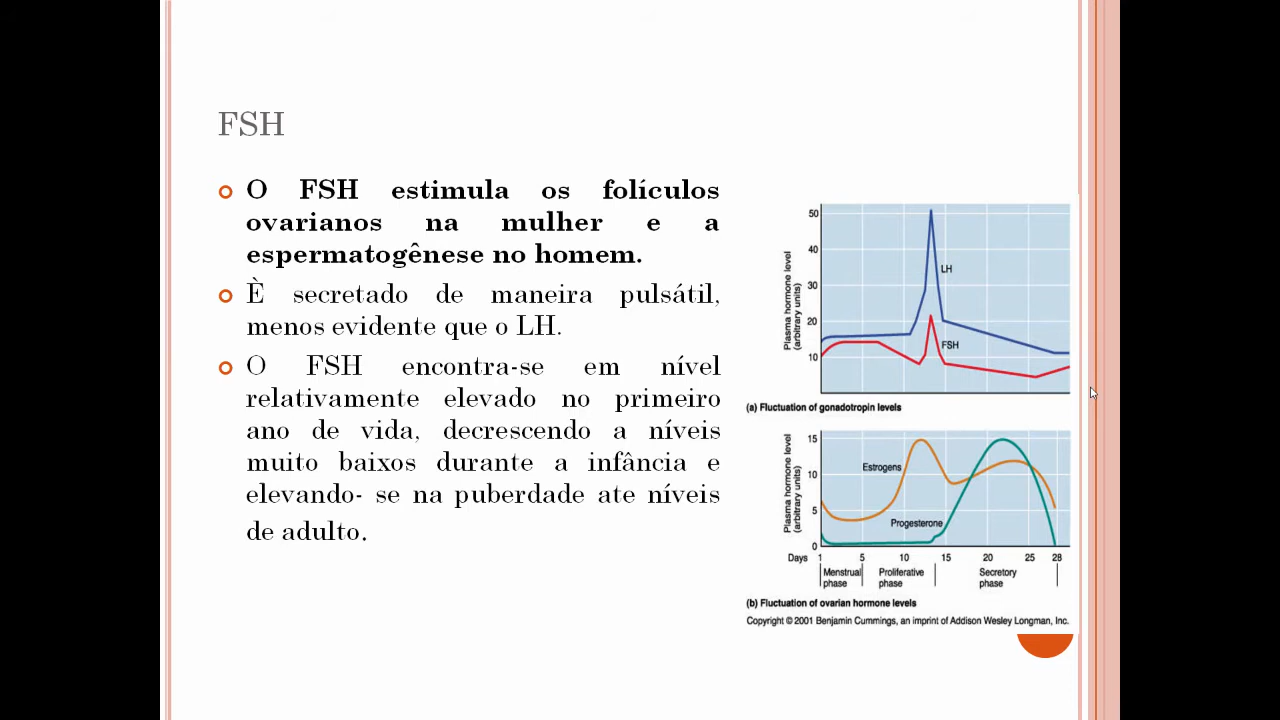 FSH
O FSH estimula os folículos
ovarianos na mulher e a
espermatogênese no homem.
È secretado de maneira pulsátil,
menos evidente que o LH.
O FSH encontra-se em nível
relativamente elevado no primeiro
ano de vida, decrescendo a níveis
muito baixos durante a infância e
elevando- se na puberdade ate níveis
de adulto.
Plasma hormone level
(arbitrary units)
50
40
30
20
10
LH
FSH
(a) Fluctuation of gonadotropin levels
Plasma hormone level
(arbitrary units)
15
10
5
0
Estrogens
Progesterone
Days 1 5 10 15 20 25 28
Menstrual phase
Proliferative phase
Secretory phase
(b) Fluctuation of ovarian hormone levels
Copyright © 2001 Benjamin Cummings, an imprint of Addison Wesley Longman, Inc.